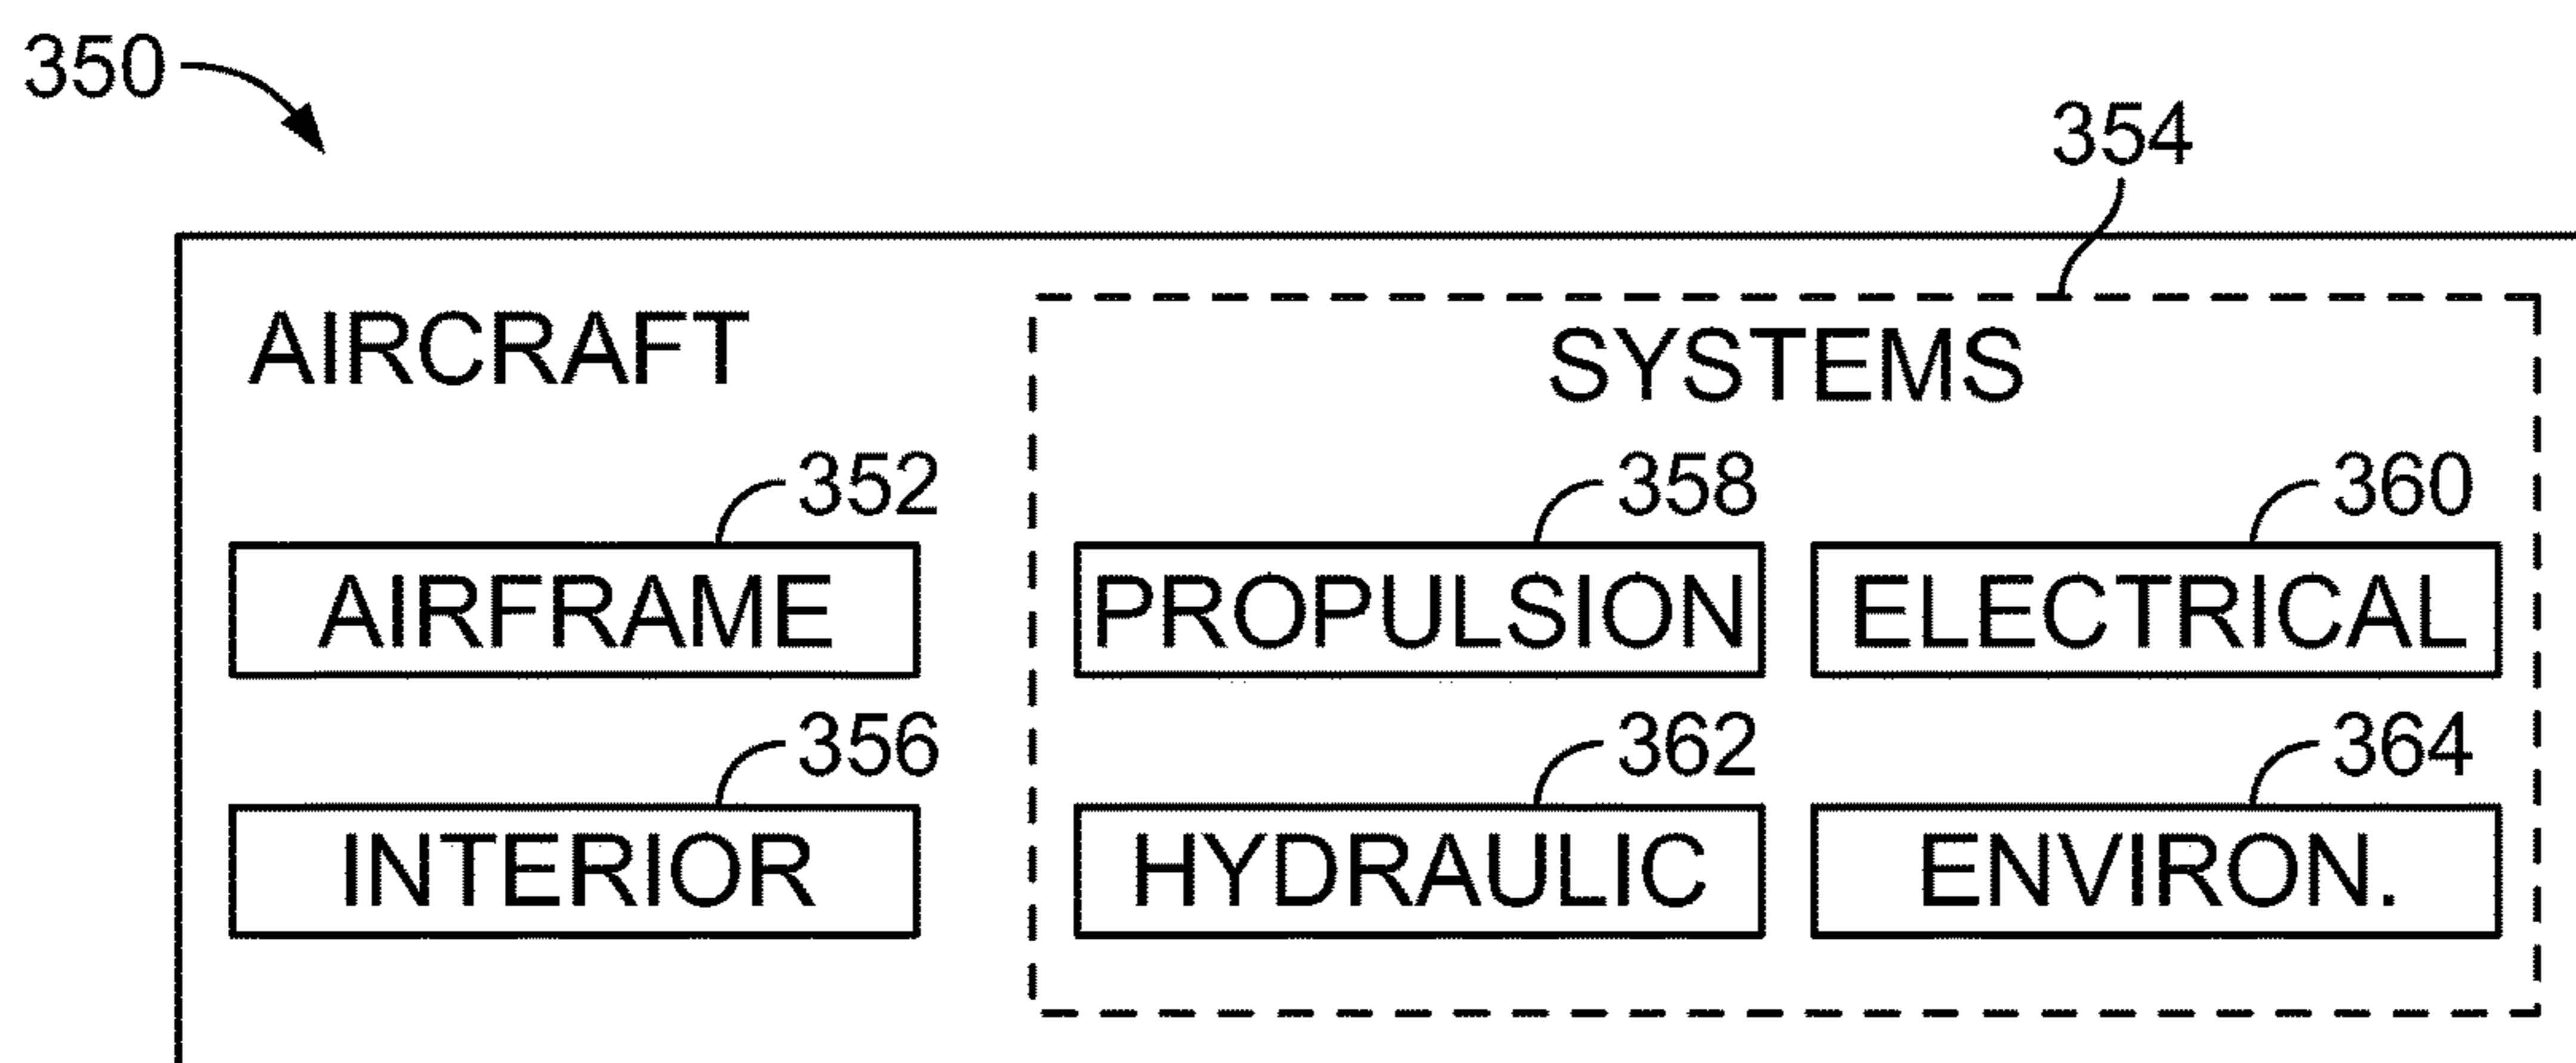 350
354
AIRCRAFT
SYSTEMS
352
358
360
AIRFRAME
PROPULSION
ELECTRICAL
356
362
364
INTERIOR
HYDRAULIC
ENVIRON.